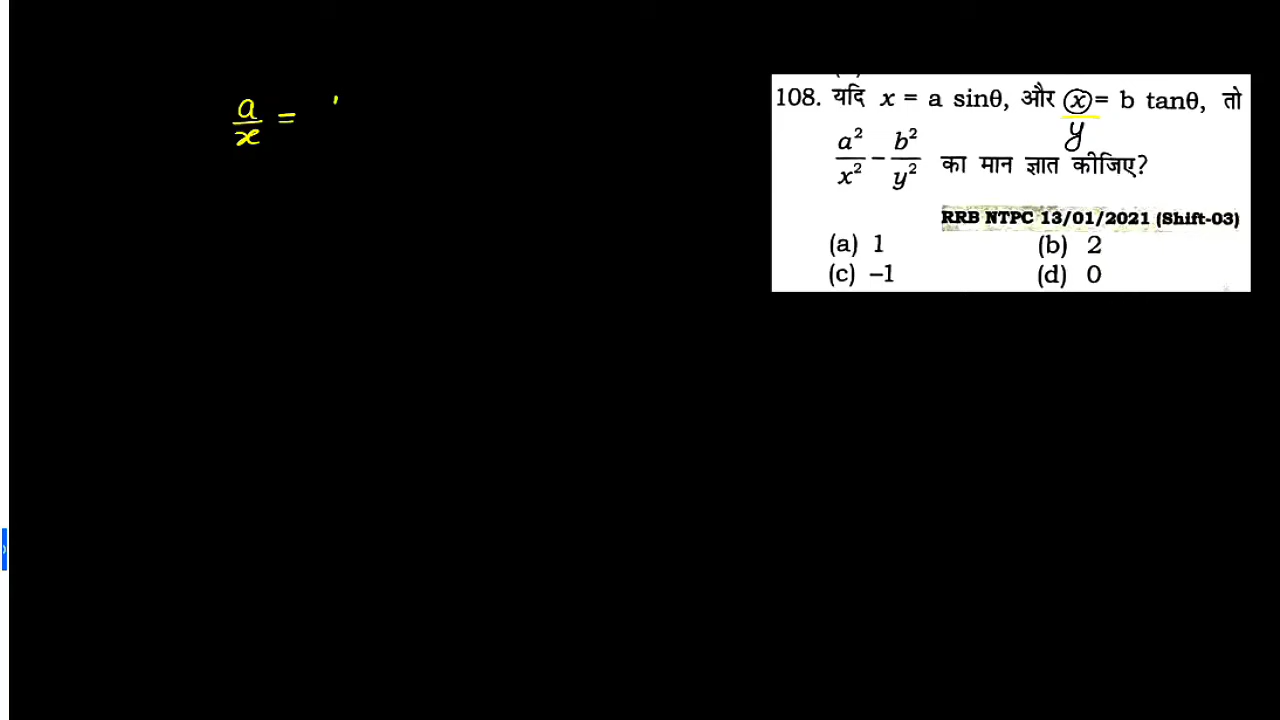 a/x = '
108. यदि x = a sinθ, और x = b tanθ, तो
y
a²/x² − b²/y² का मान ज्ञात कीजिए?
RRB NTPC 13/01/2021 (Shift-03)
(a) 1 (b) 2
(c) –1 (d) 0